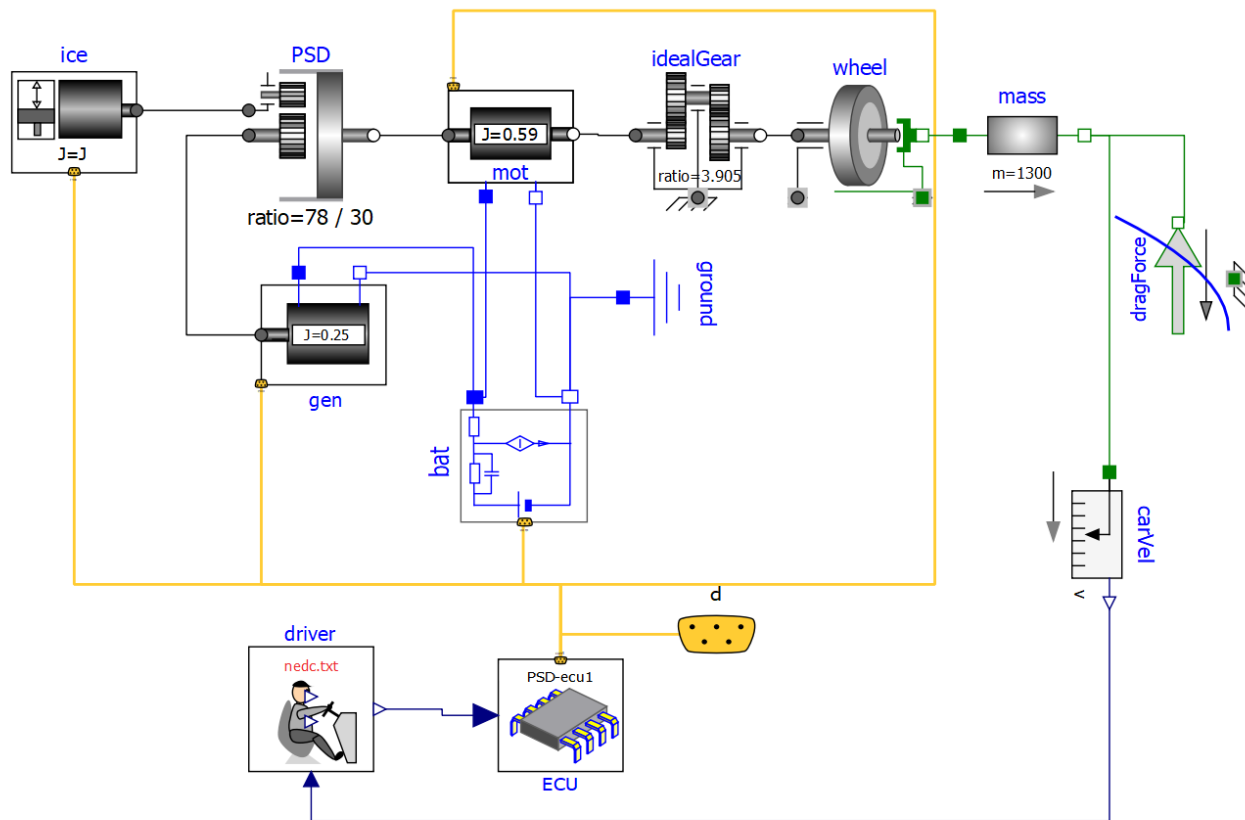 ice
PSD
idealGear
wheel
mass
J=J
J=0.59
mot
ratio=3.905
m=1300
ratio=78 / 30
ground
dragForce
J=0.25
gen
bat
carVel
v
d
driver
nedc.txt
PSD-ecu1
ECU